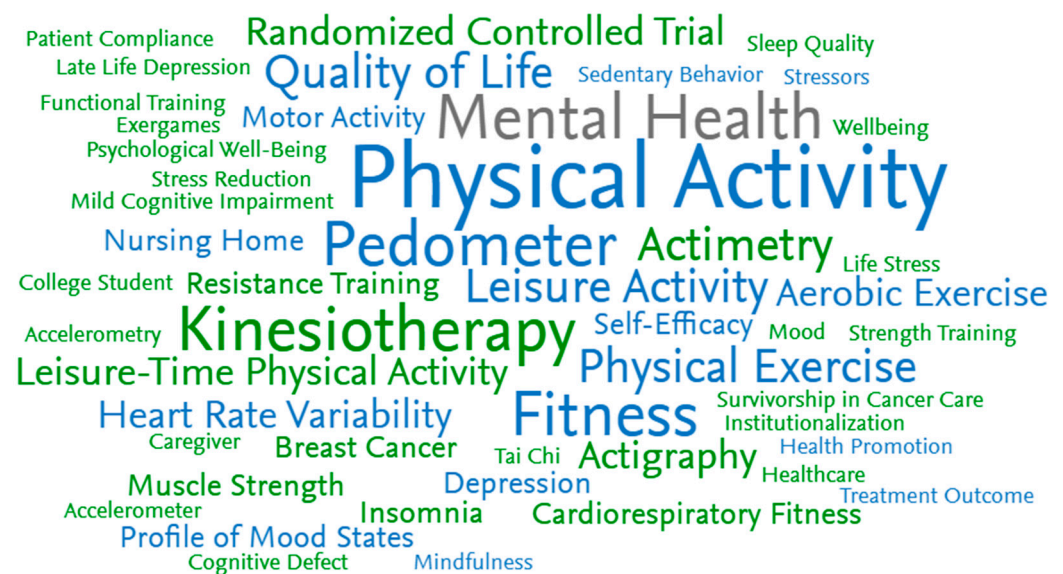 Patient Compliance
Randomized Controlled Trial
Sleep Quality
Late Life Depression
Quality of Life
Sedentary Behavior
Stressors
Functional Training
Motor Activity
Mental Health
Exergames
Wellbeing
Psychological Well-Being
Physical Activity
Stress Reduction
Mild Cognitive Impairment
Nursing Home
Pedometer
Actimetry
Life Stress
College Student
Resistance Training
Leisure Activity
Aerobic Exercise
Accelerometry
Kinesiotherapy
Self-Efficacy
Mood
Strength Training
Leisure-Time Physical Activity
Physical Exercise
Survivorship in Cancer Care
Heart Rate Variability
Fitness
Institutionalization
Caregiver
Breast Cancer
Tai Chi
Actigraphy
Health Promotion
Healthcare
Muscle Strength
Depression
Treatment Outcome
Accelerometer
Insomnia
Cardiorespiratory Fitness
Profile of Mood States
Cognitive Defect
Mindfulness